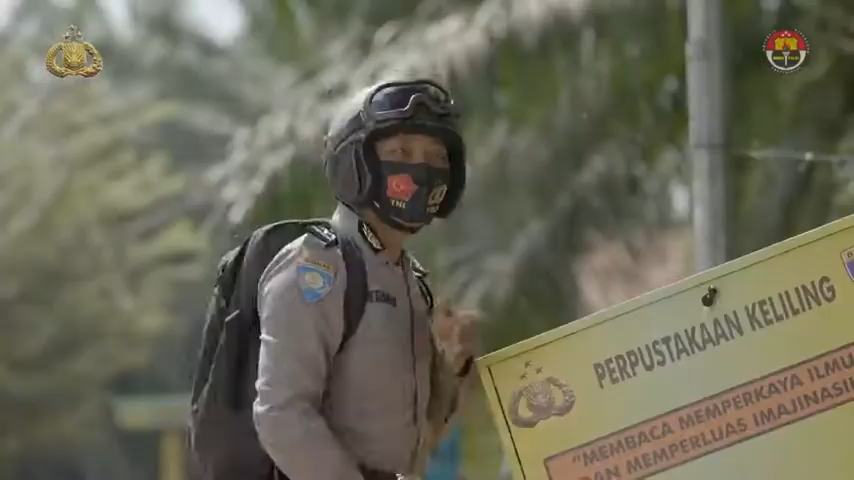 PERPUSTAKAAN KELILING
"MEMBACA MEMPERKAYA ILMU
DAN MEMPERLUAS IMAJINASI
TNI